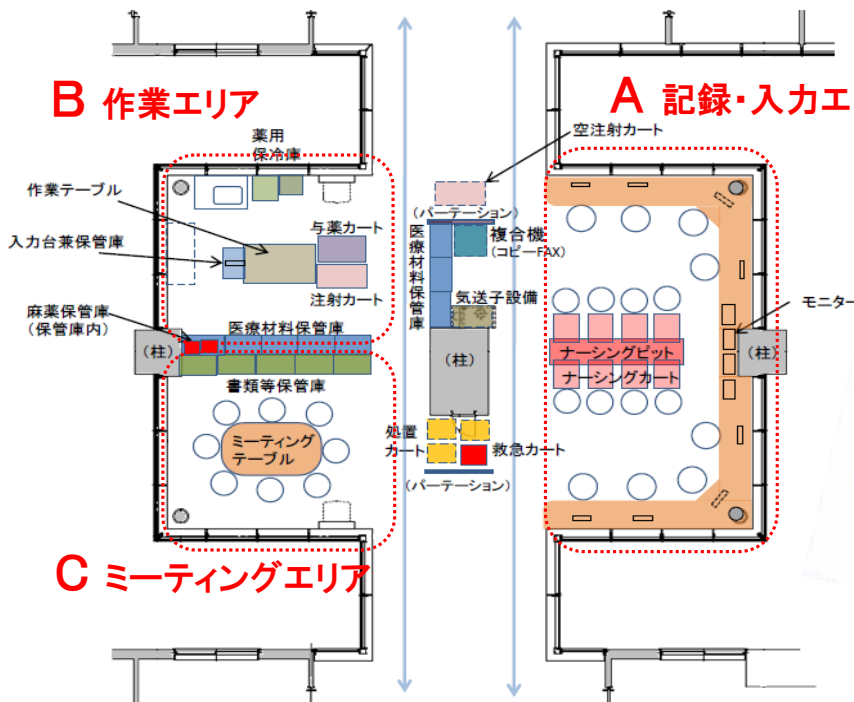 B 作業エリア
A 記録・入力エ
薬用
保冷庫
空注射カート
作業テーブル
(パーテーション)
与薬カート
複合機
(コピーFAX)
入力台兼保管庫
医療材料保管庫
注射カート
気送子設備
麻薬保管庫
(保管庫内)
医療材料保管庫
モニター
(柱)
(柱)
ナーシングピット
(柱)
ナーシングカート
書類等保管庫
処置
カート
救急カート
ミーティング
テーブル
(パーテーション)
C ミーティングエリア